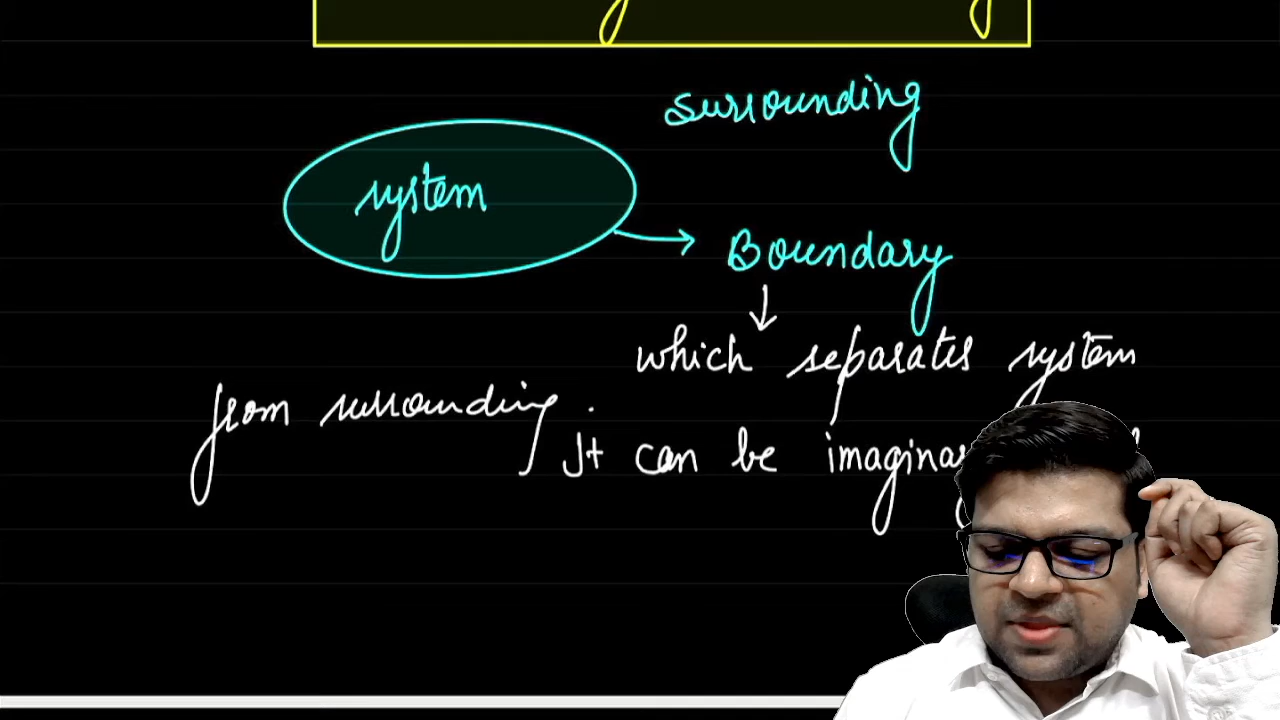 surrounding
system
Boundary
which separates system
from surrounding.
It can be